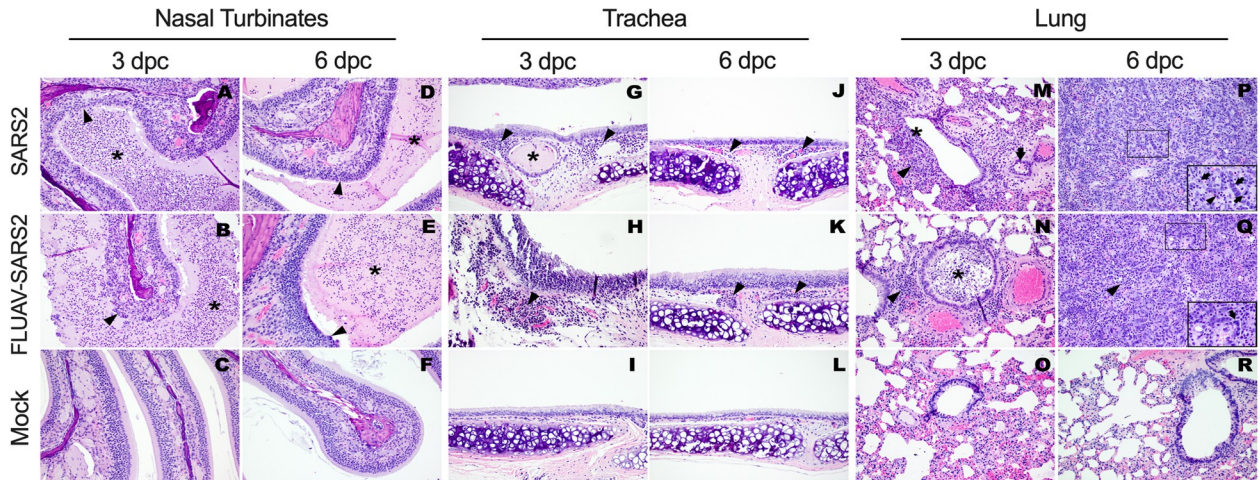 Nasal Turbinates Trachea Lung
3 dpc 6 dpc 3 dpc 6 dpc 3 dpc 6 dpc
SARS2
A D G J M P
* * * *
FLUAV-SARS2
B E H K N Q
* * *
Mock
C F I L O R